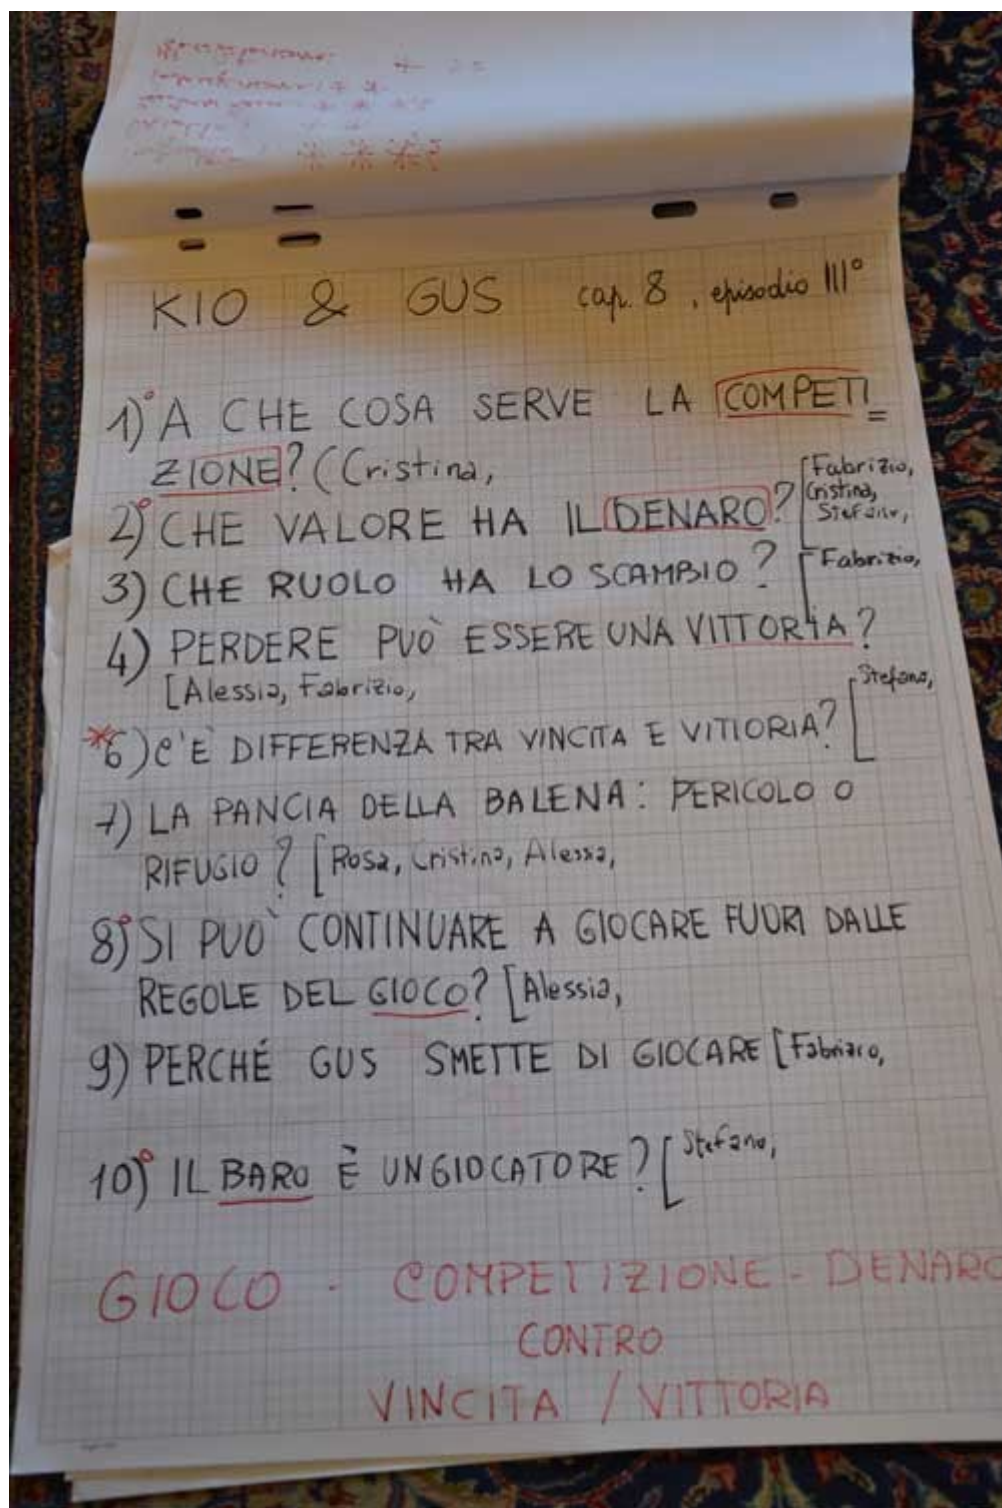 KIO & GUS cap. 8, episodio III°
1)° A CHE COSA SERVE LA COMPETI=
ZIONE? (Cristina,
2)° CHE VALORE HA IL DENARO? [Fabrizio,
Cristina,
Stefano,
3) CHE RUOLO HA LO SCAMBIO? [Fabrizio,
4) PERDERE PUÒ ESSERE UNA VITTORIA?
[Alessia, Fabrizio,
*6) C'È DIFFERENZA TRA VINCITA E VITTORIA? [Stefano,
7) LA PANCIA DELLA BALENA: PERICOLO O
RIFUGIO? [Rosa, Cristina, Alessa,
8)° SI PUÒ CONTINUARE A GIOCARE FUORI DALLE
REGOLE DEL GIOCO? [Alessia,
9) PERCHÉ GUS SMETTE DI GIOCARE [
10)° IL BARO È UN GIOCATORE? [Stefano,
GIOCO - COMPETIZIONE - DENARO
CONTRO
VINCITA / VITTORIA